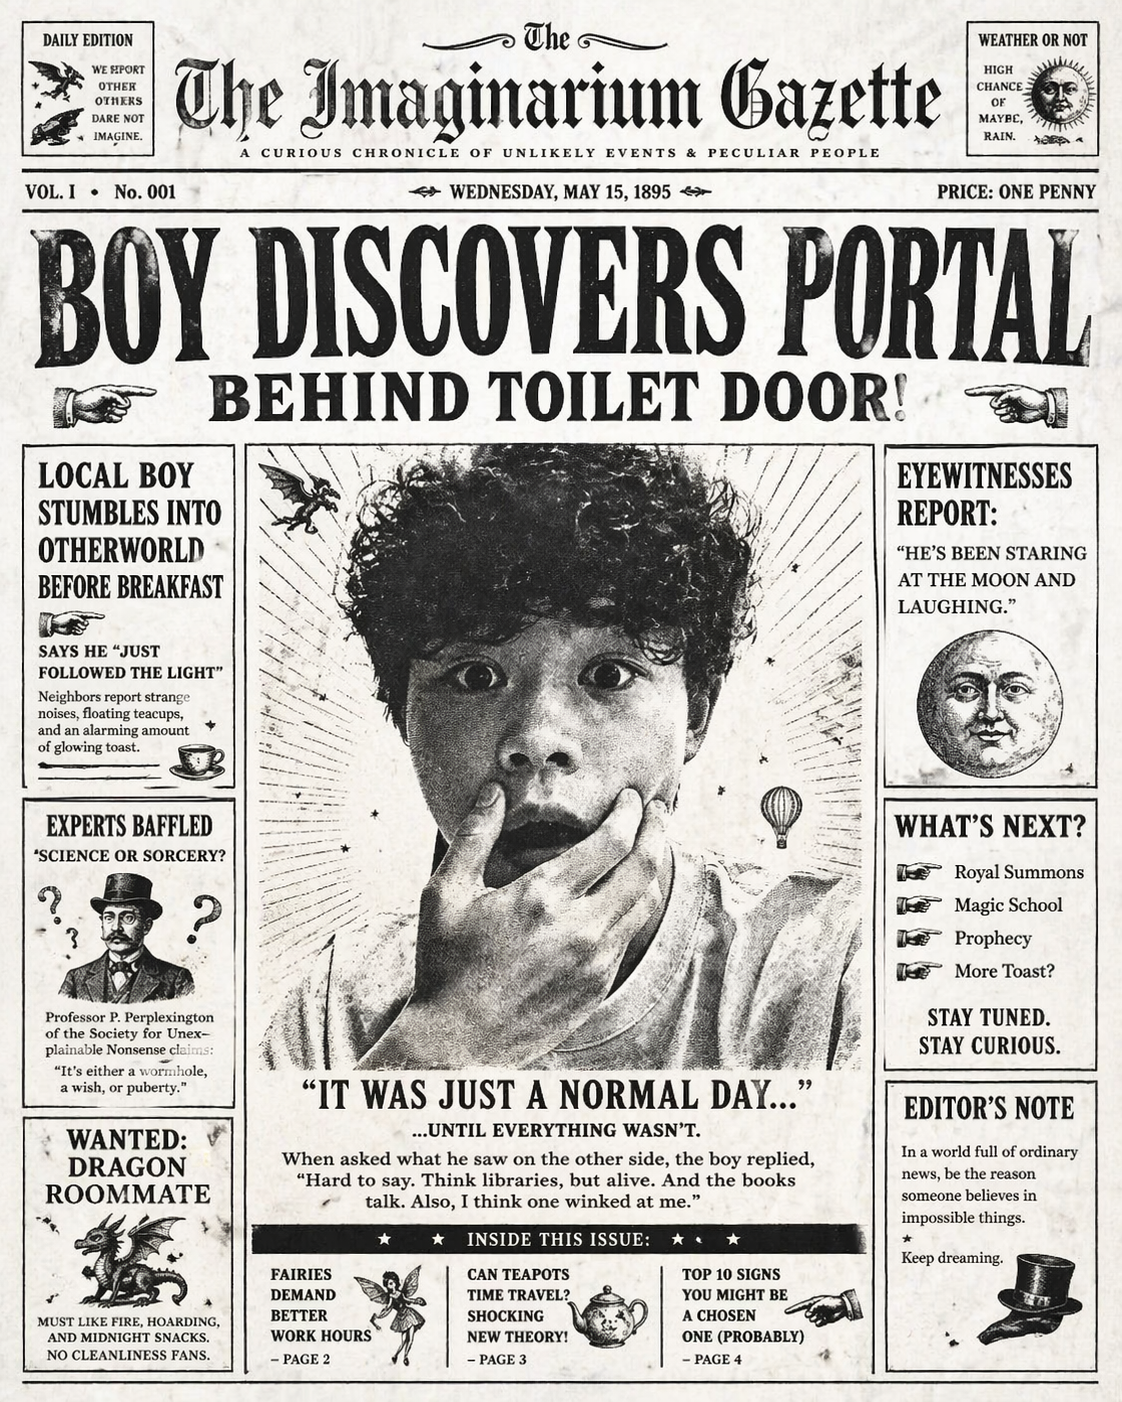 DAILY EDITION
WE SPORT
OTHER
OTHERS
DARE NOT
IMAGINE.
The
The Imaginarium Gazette
A CURIOUS CHRONICLE OF UNLIKELY EVENTS & PECULIAR PEOPLE
WEATHER OR NOT
HIGH
CHANCE
OF
MAYBE,
RAIN.
VOL. I • No. 001
WEDNESDAY, MAY 15, 1895
PRICE: ONE PENNY
BOY DISCOVERS PORTAL
BEHIND TOILET DOOR!
LOCAL BOY
STUMBLES INTO
OTHERWORLD
BEFORE BREAKFAST
SAYS HE “JUST
FOLLOWED THE LIGHT”
Neighbors report strange
noises, floating teacups,
and an alarming amount
of glowing toast.
EXPERTS BAFFLED
“SCIENCE OR SORCERY?
? ? ?
Professor P. Perplexington
of the Society for Unex–
plainable Nonsense claims:
“It’s either a wormhole,
a wish, or puberty.”
WANTED:
DRAGON
ROOMMATE
MUST LIKE FIRE, HOARDING,
AND MIDNIGHT SNACKS.
NO CLEANLINESS FANS.
“IT WAS JUST A NORMAL DAY...”
...UNTIL EVERYTHING WASN’T.
When asked what he saw on the other side, the boy replied,
“Hard to say. Think libraries, but alive. And the books
talk. Also, I think one winked at me.”
INSIDE THIS ISSUE:
FAIRIES
DEMAND
BETTER
WORK HOURS
– PAGE 2
CAN TEAPOTS
TIME TRAVEL?
SHOCKING
NEW THEORY!
– PAGE 3
TOP 10 SIGNS
YOU MIGHT BE
A CHOSEN
ONE (PROBABLY)
– PAGE 4
EYEWITNESSES
REPORT:
“HE’S BEEN STARING
AT THE MOON AND
LAUGHING.”
WHAT’S NEXT?
Royal Summons
Magic School
Prophecy
More Toast?
STAY TUNED.
STAY CURIOUS.
EDITOR’S NOTE
In a world full of ordinary
news, be the reason
someone believes in
impossible things.
Keep dreaming.